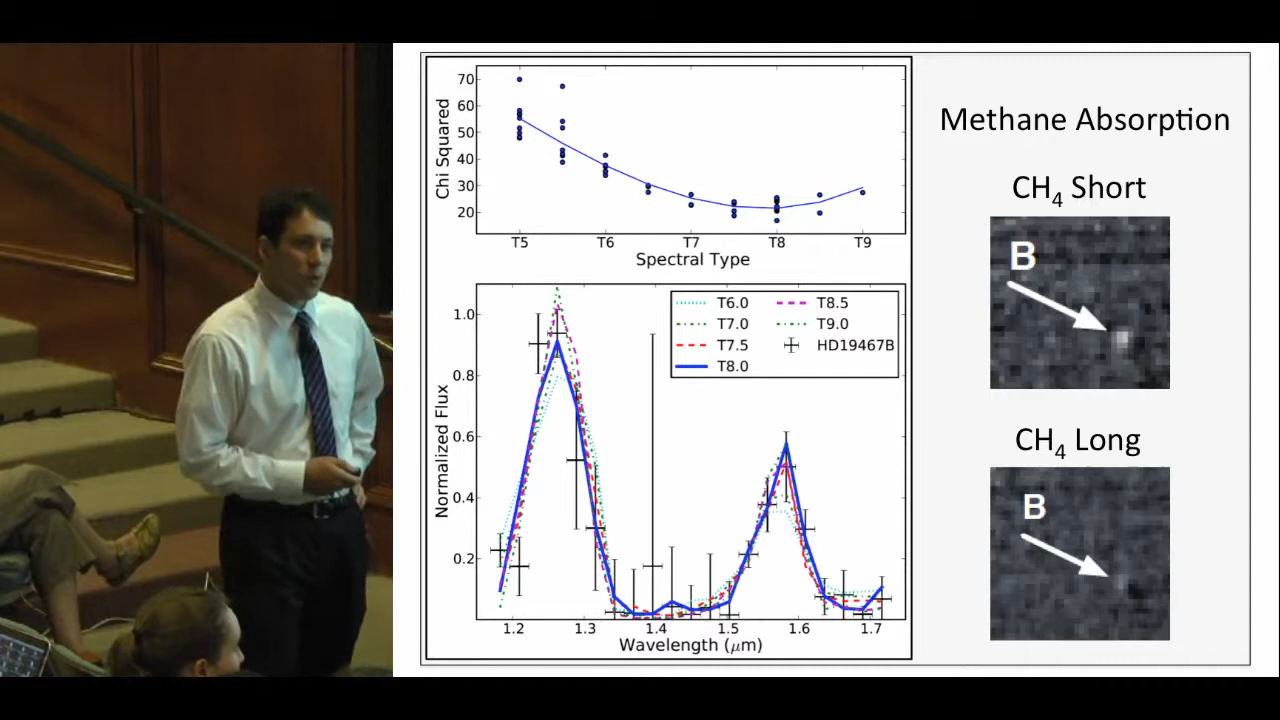 70
60
50
40
30
20
Chi Squared
T5 T6 T7 T8 T9
Spectral Type
1.0
0.8
0.6
0.4
0.2
Normalized Flux
T6.0 T8.5
T7.0 T9.0
T7.5 HD19467B
T8.0
1.2 1.3 1.4 1.5 1.6 1.7
Wavelength (μm)
Methane Absorption
CH₄ Short
B
CH₄ Long
B